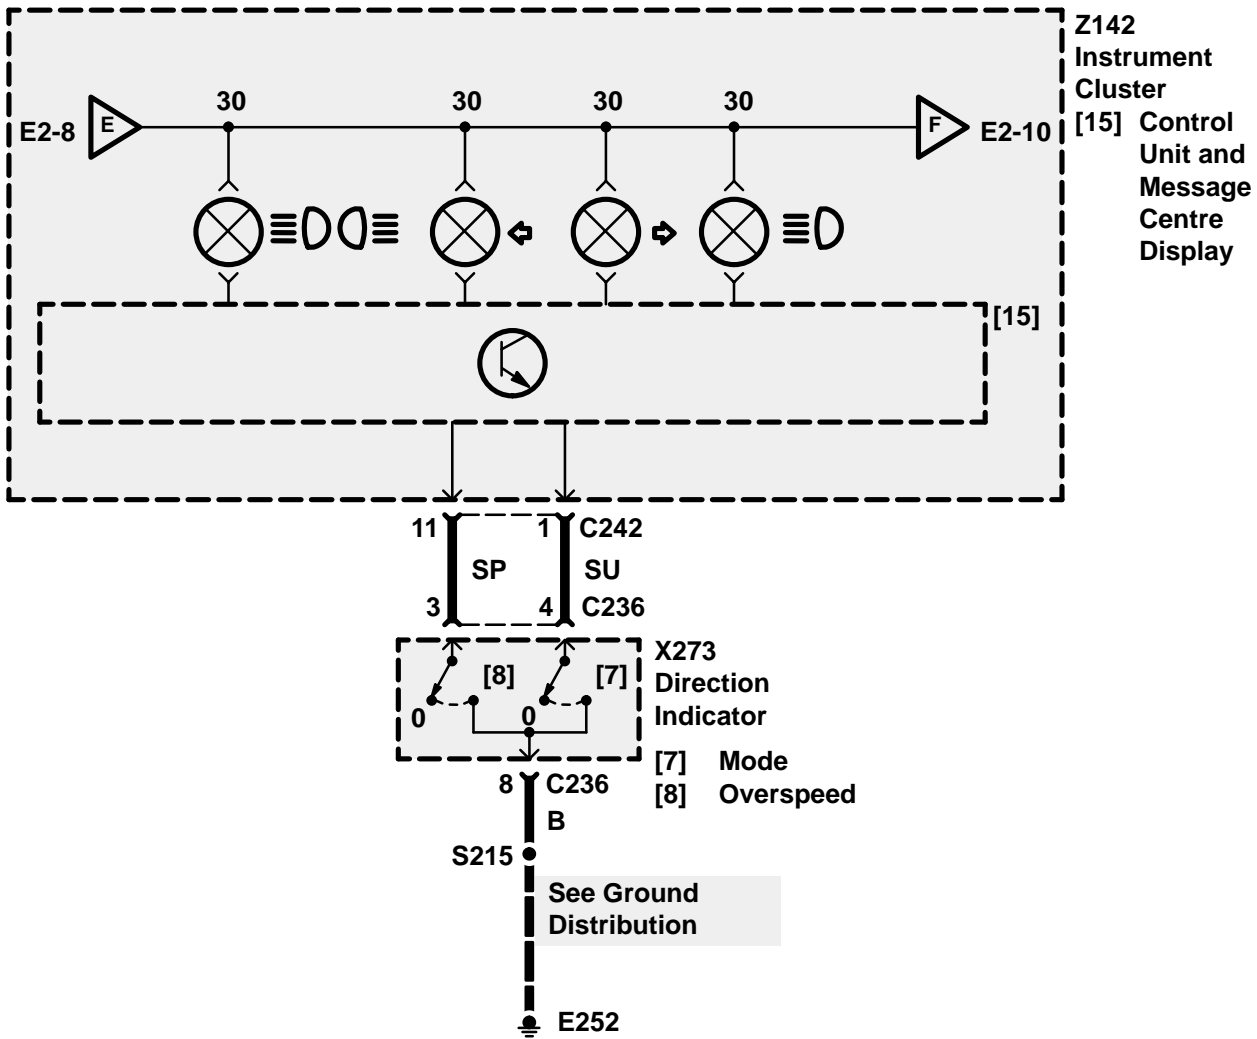 Z142
Instrument
Cluster
[15] Control
Unit and
Message
Centre
Display
30 30 30 30
E2-8 E F E2-10
[15]
11 1 C242
SP SU
3 4 C236
X273
Direction
Indicator
[8] [7]
0 0
[7] Mode
[8] Overspeed
8 C236
B
S215
See Ground
Distribution
E252